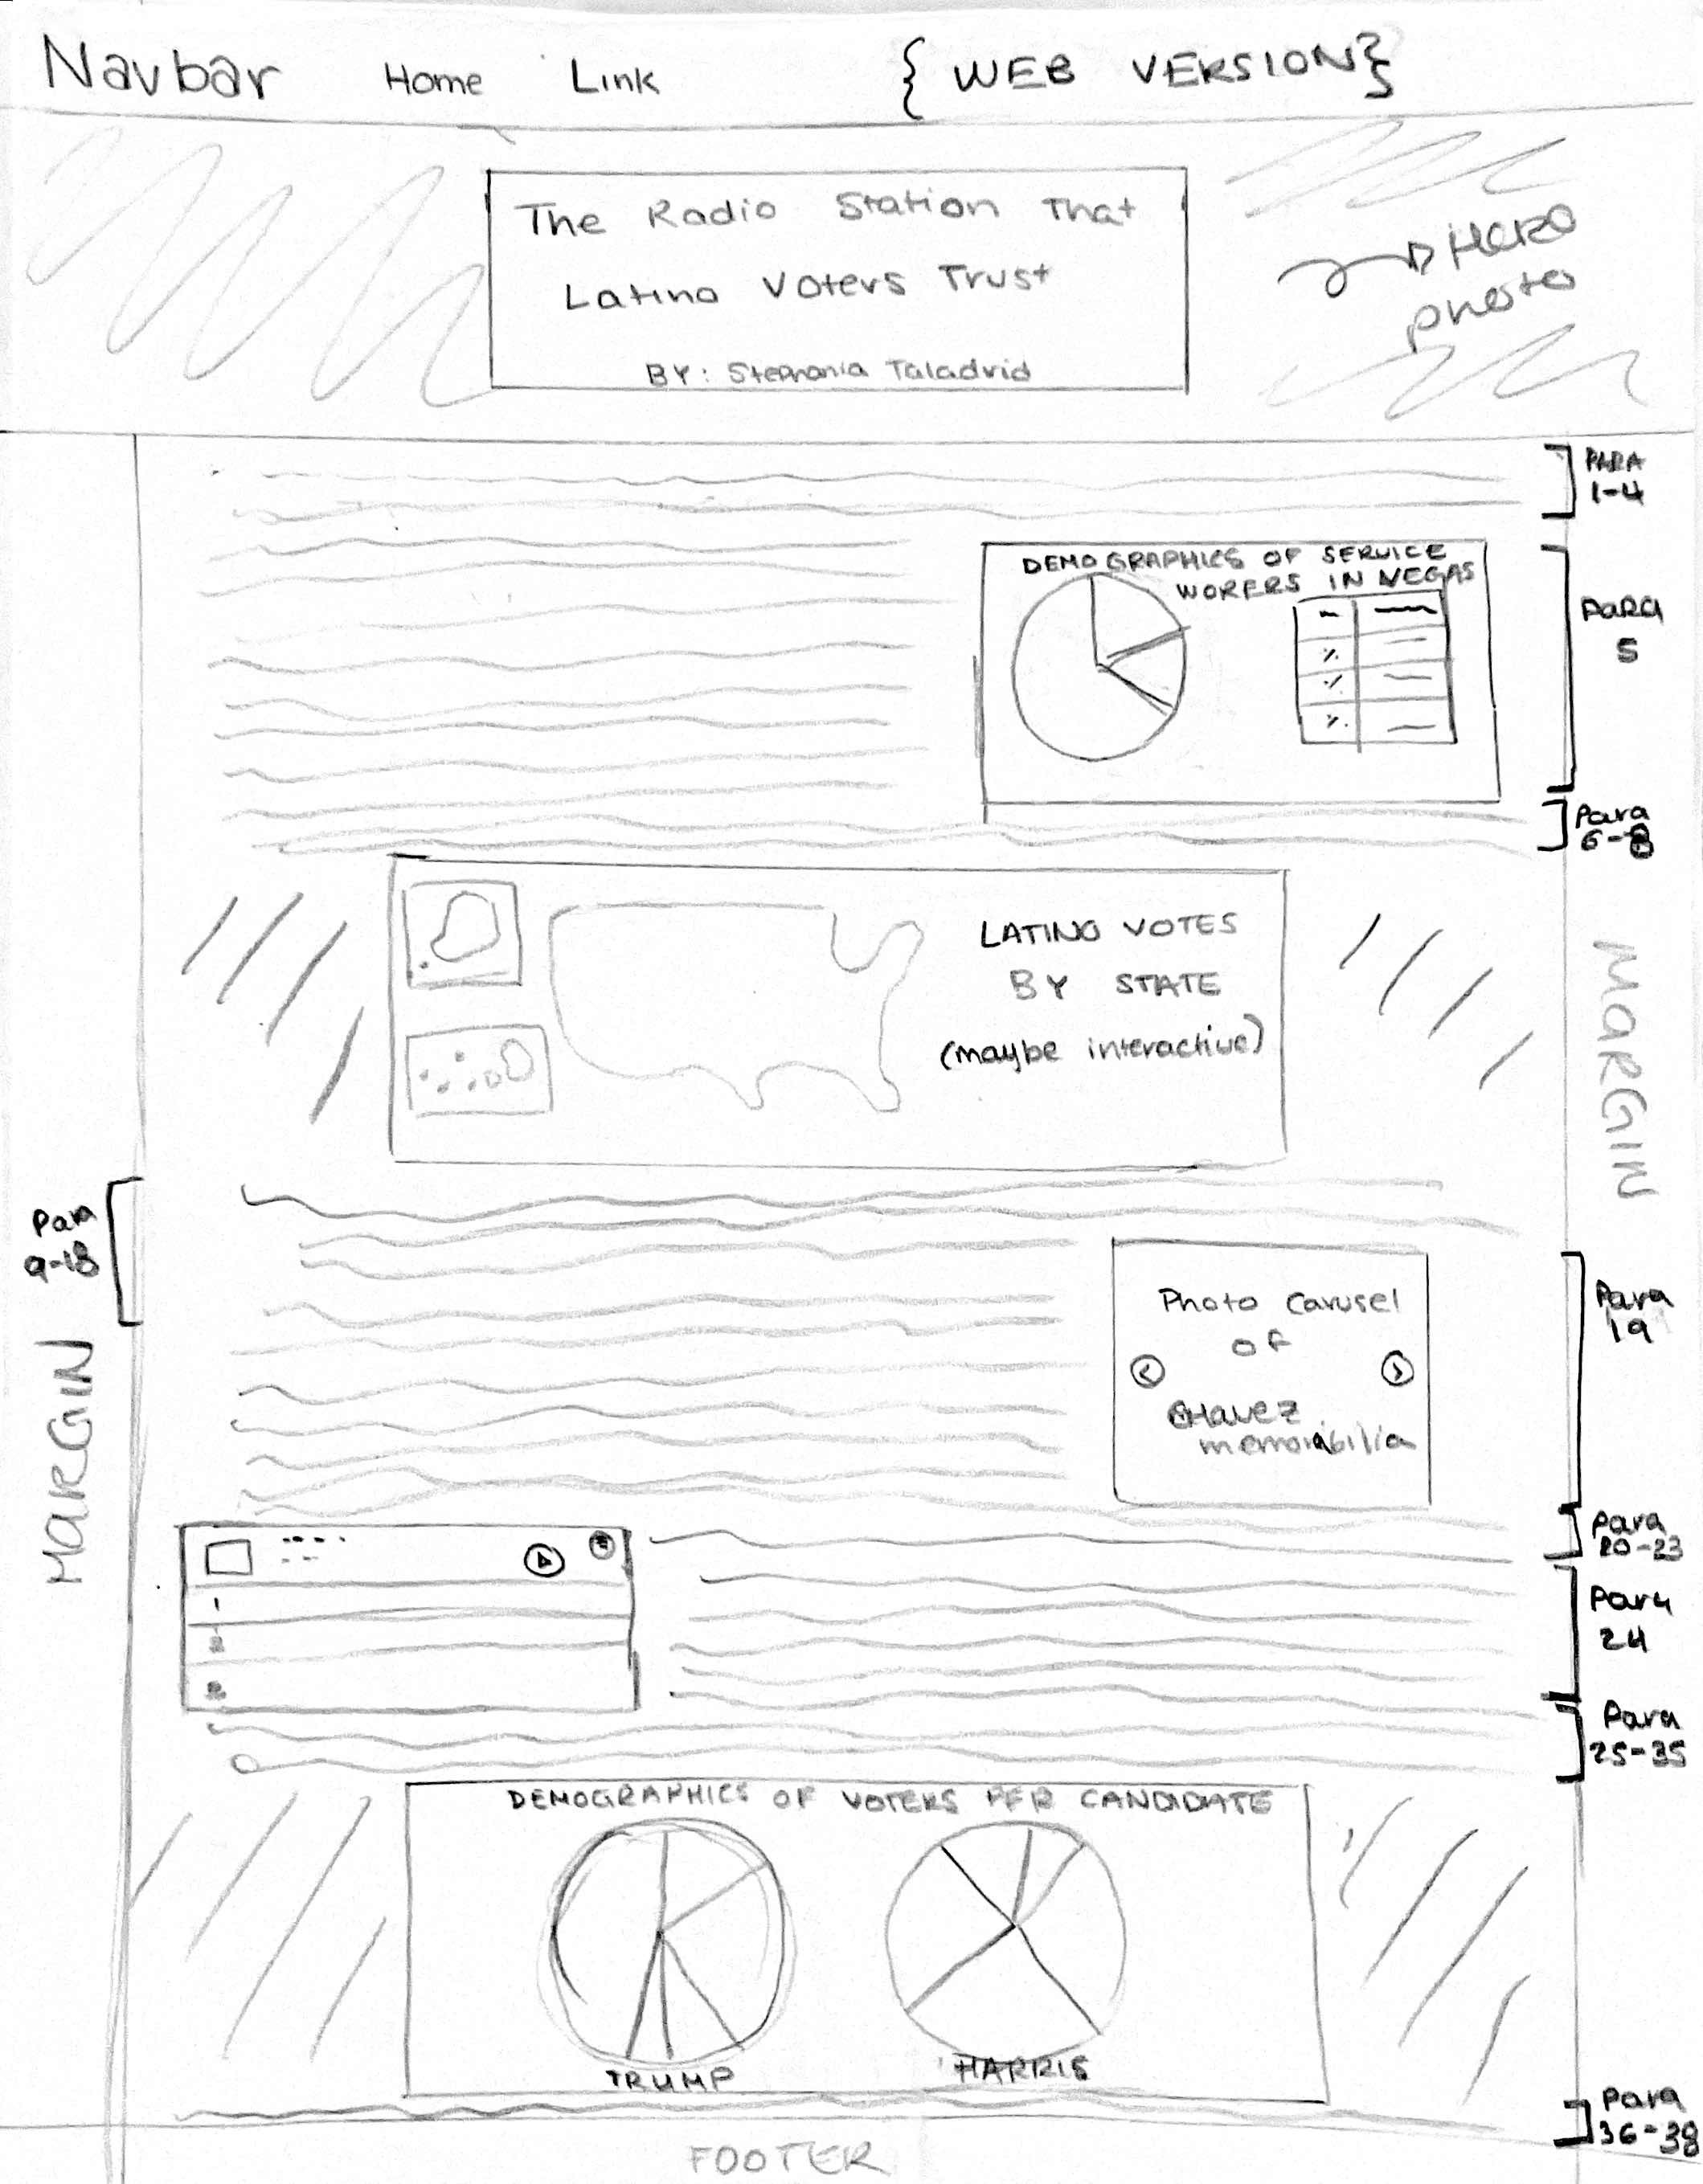 Navbar Home Link { WEB VERSION }
The Radio Station That
Latino Voters Trust
BY: Stephania Taladrid
Hero
photo
PARA
1-4
DEMOGRAPHICS OF SERVICE
WORERS IN VEGAS
%
%
%
PARA
5
Para
6-8
LATINO VOTES
BY STATE
(maybe interactive)
MARGIN
Para
9-18
Photo Carusel
OF
Chavez
memorabilia
Para
19
MARGIN
Para
20-23
1
2
Para
24
Para
25-35
DEMOGRAPHICS OF VOTERS PER CANDIDATE
TRUMP
HARRIS
Para
36-38
FOOTER